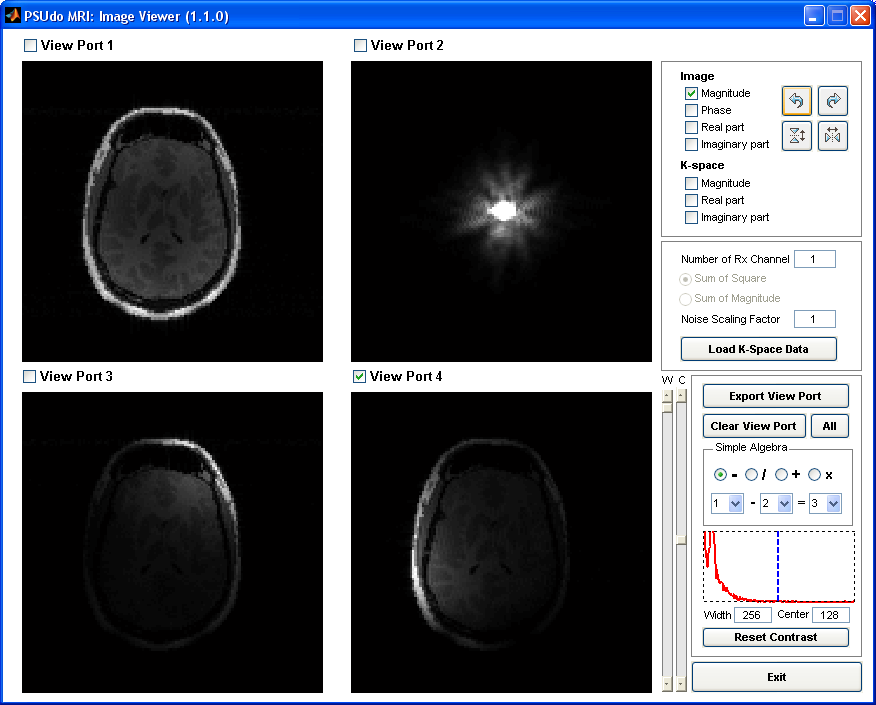 PSUdo MRI: Image Viewer (1.1.0)
View Port 1
View Port 2
Image
Magnitude
Phase
Real part
Imaginary part
K-space
Magnitude
Real part
Imaginary part
Number of Rx Channel 1
Sum of Square
Sum of Magnitude
Noise Scaling Factor 1
Load K-Space Data
View Port 3
View Port 4
W C
Export View Port
Clear View Port All
Simple Algebra
- / + x
1 - 2 = 3
Width 256 Center 128
Reset Contrast
Exit